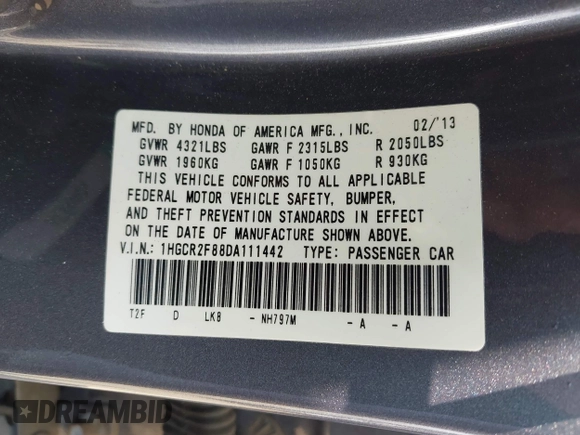 MFD. BY HONDA OF AMERICA MFG., INC. 02/'13
GVWR 4321LBS GAWR F 2315LBS R 2050LBS
GVWR 1960KG GAWR F 1050KG R 930KG
THIS VEHICLE CONFORMS TO ALL APPLICABLE
FEDERAL MOTOR VEHICLE SAFETY, BUMPER,
AND THEFT PREVENTION STANDARDS IN EFFECT
ON THE DATE OF MANUFACTURE SHOWN ABOVE.
V.I.N.: 1HGCR2F88DA111442 TYPE: PASSENGER CAR
T2F D LK8 - NH797M - A - A
DREAMBID